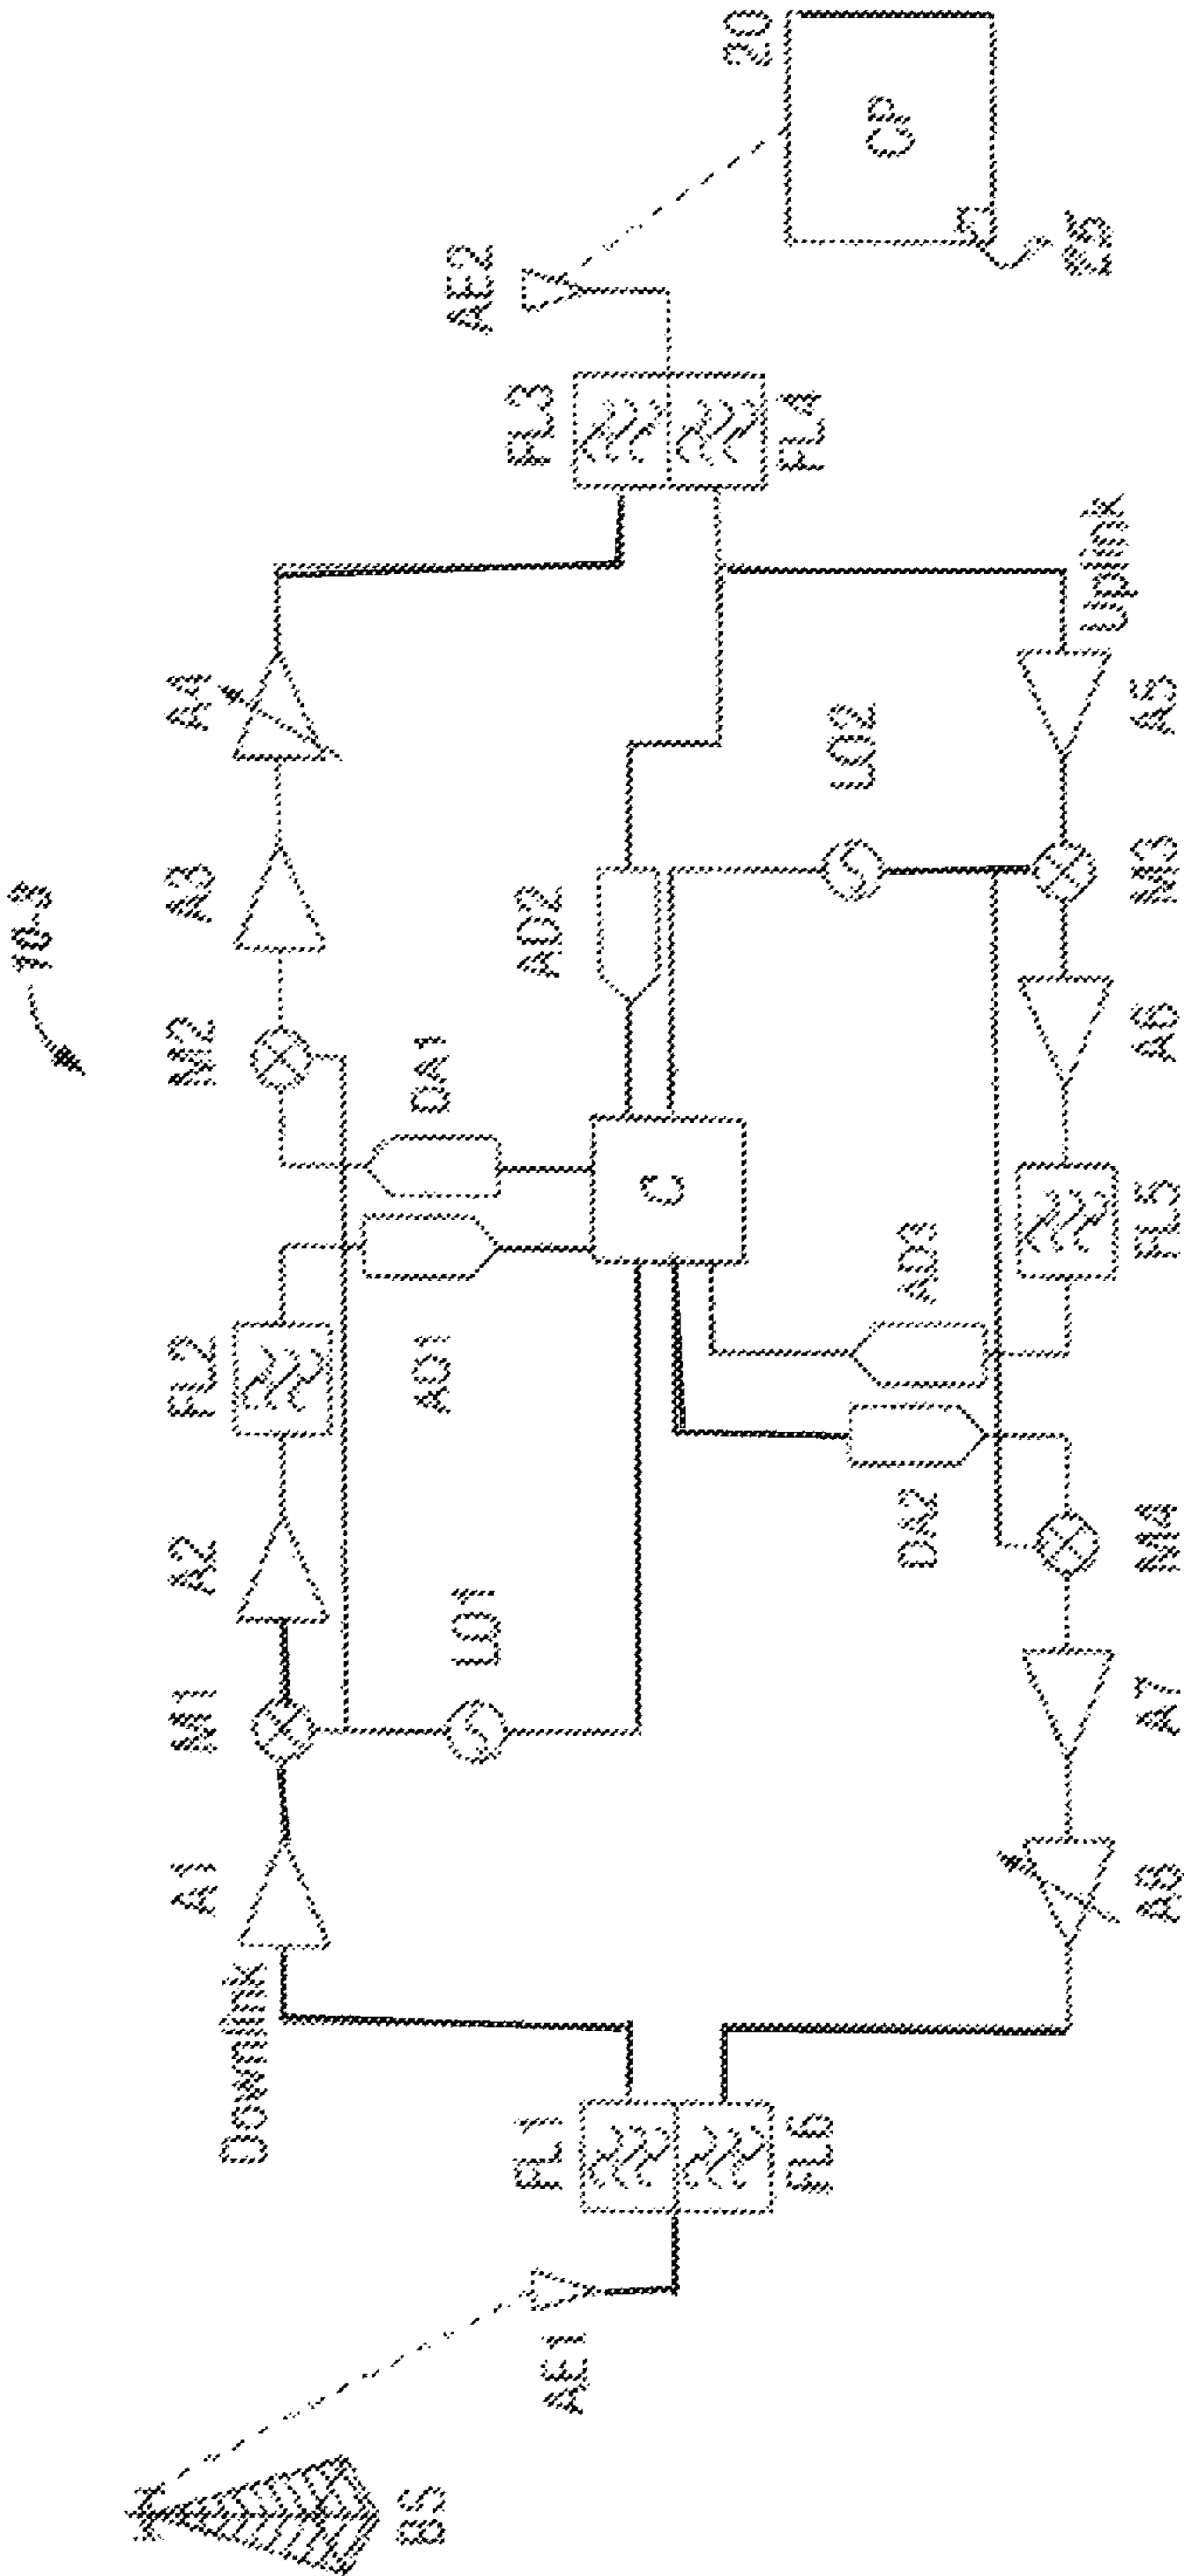 10-3
A4
A3
M2
FL2
A2
M1
A1
Downlink
AE2
20
CP
25
FL3
FL4
AD2
DA1
AD1
C
LO1
LO2
AD3
DA2
FL1
FL6
AE1
BS
Uplink
A5
M3
A6
FL5
M4
A7
A8